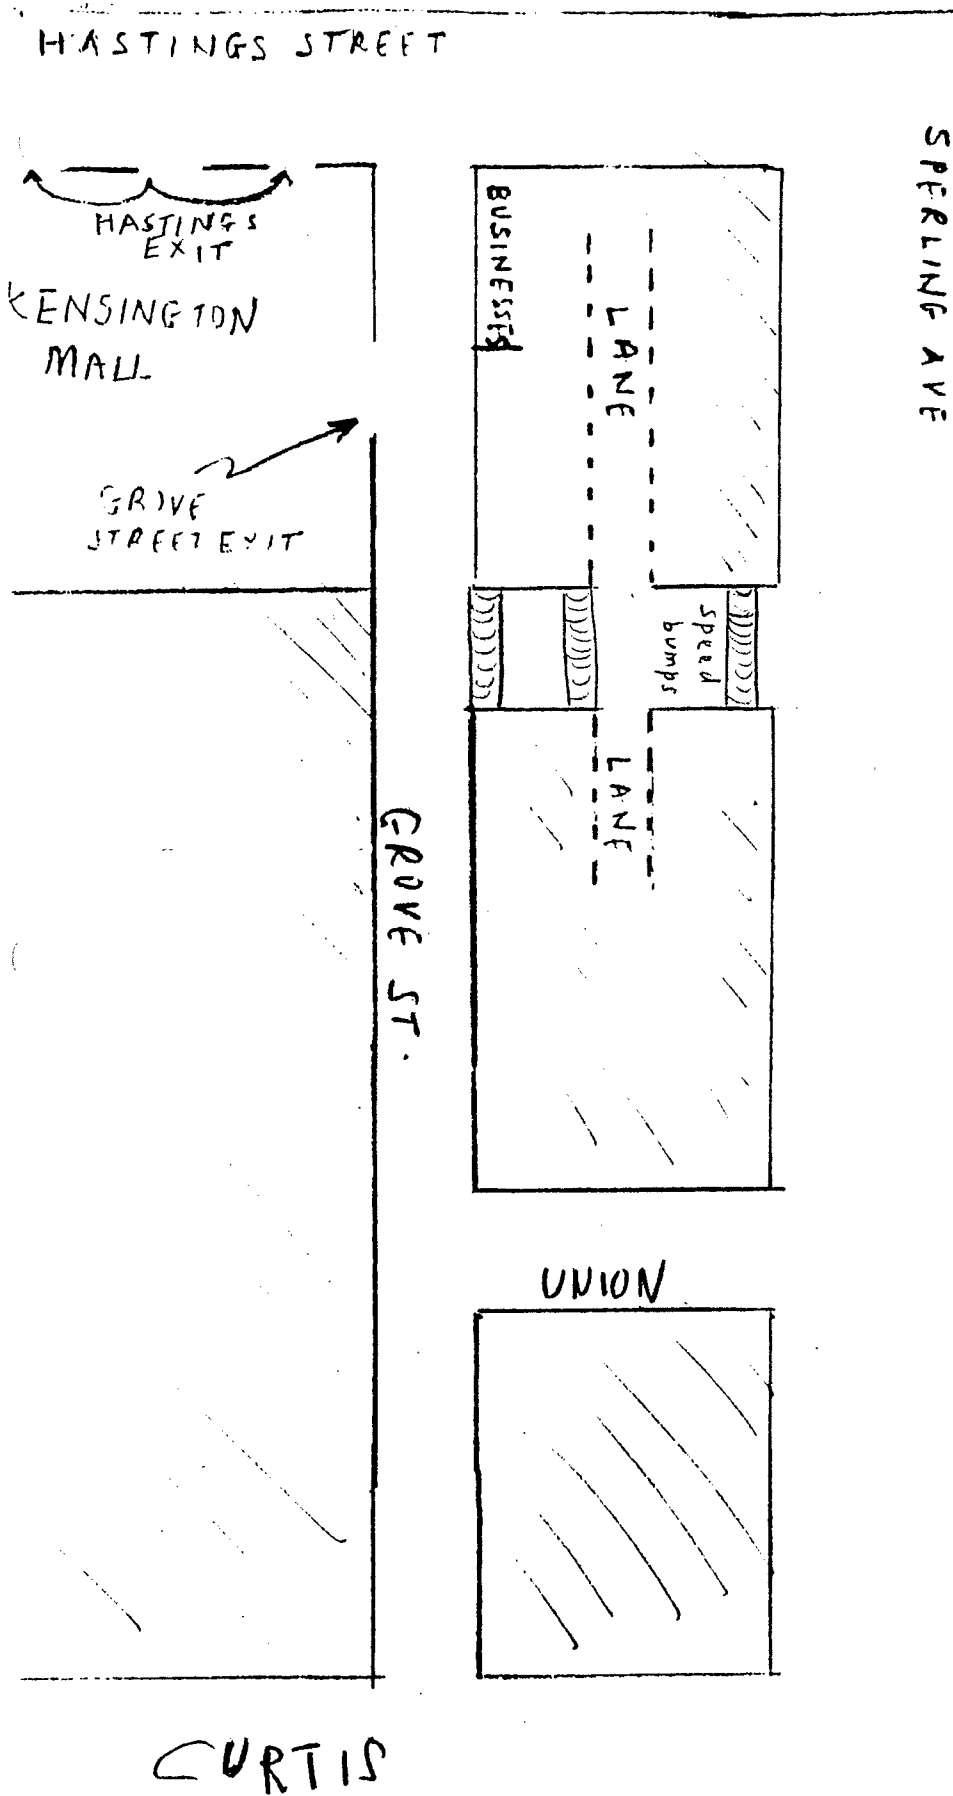 HASTINGS STREET
SPERLING AVE
HASTINGS
EXIT
BUSINESSES
LANE
KENSINGTON
MALL
GROVE
STREET EXIT
speed
bumps
LANE
GROVE ST.
UNION
CURTIS